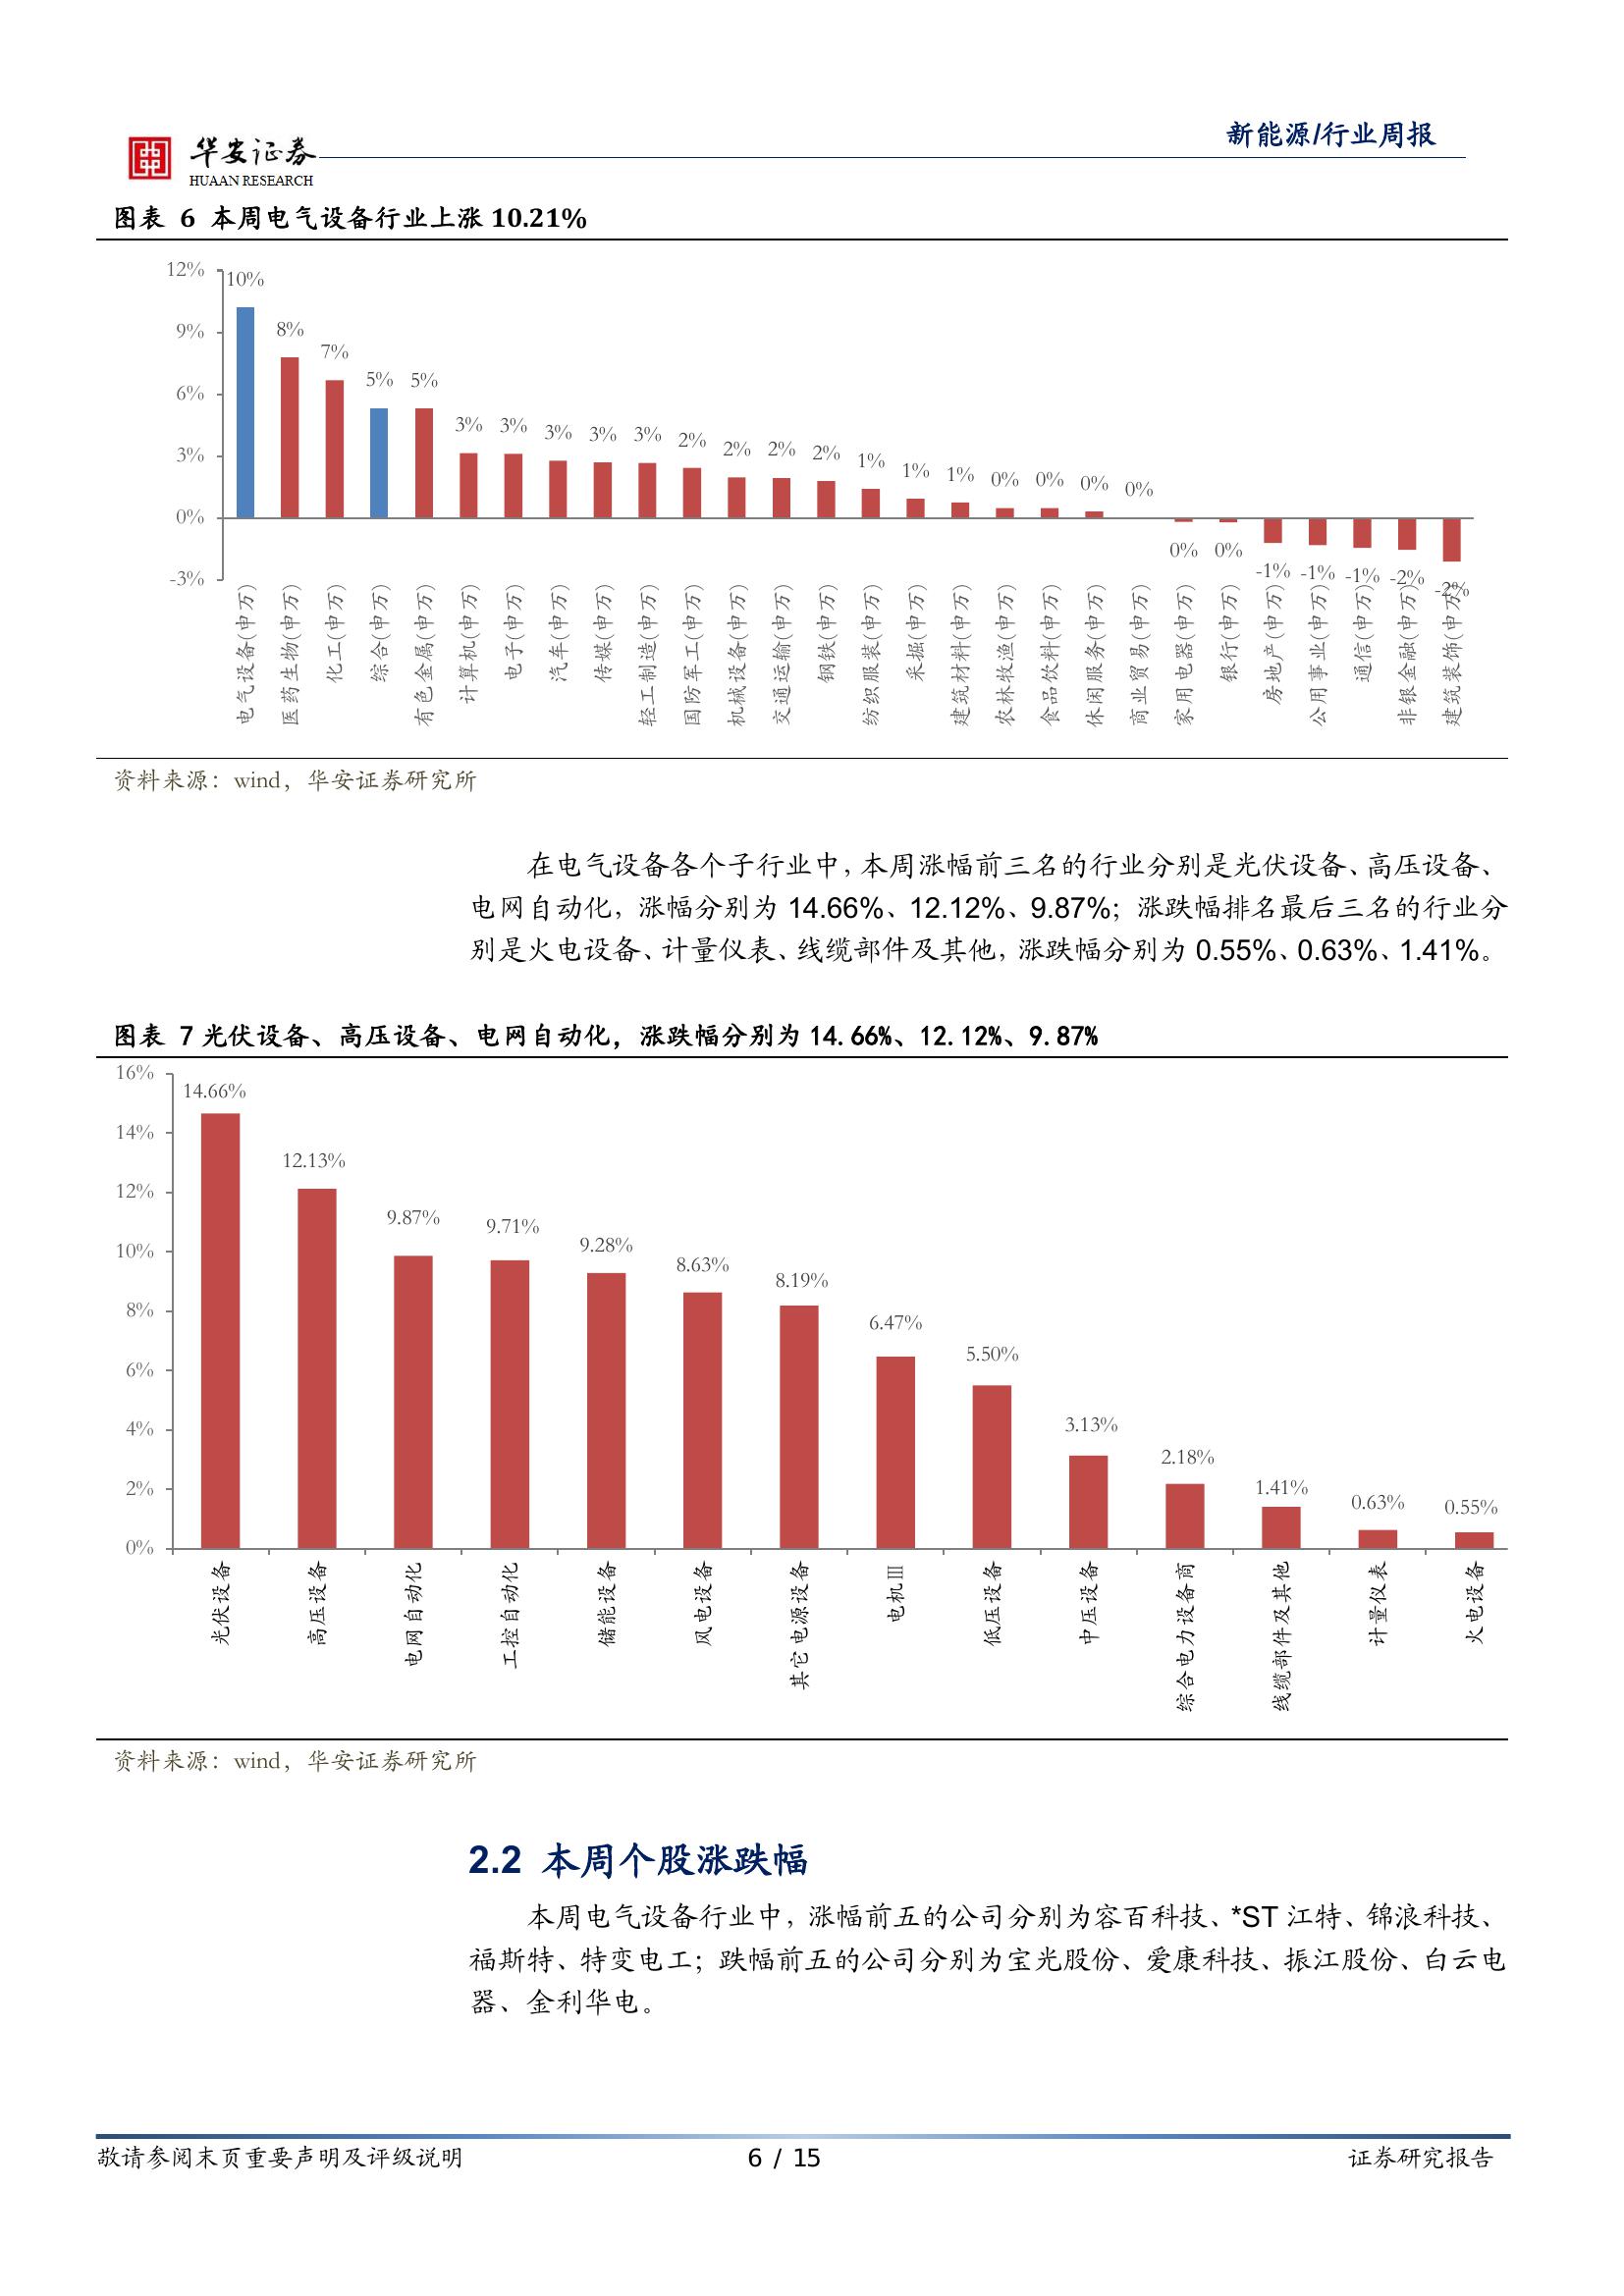 新能源/行业周报
华安证券
HUAAN RESEARCH
图表 6 本周电气设备行业上涨 10.21%
12%
9%
6%
3%
0%
-3%
10%
8%
7%
5%
5%
3%
3%
3%
3%
3%
2%
2%
2%
2%
1%
1%
1%
0%
0%
0%
0%
0%
0%
-1%
-1%
-1%
-2%
-2%
电气设备(申万)
医药生物(申万)
化工(申万)
综合(申万)
有色金属(申万)
计算机(申万)
电子(申万)
汽车(申万)
传媒(申万)
轻工制造(申万)
国防军工(申万)
机械设备(申万)
交通运输(申万)
钢铁(申万)
纺织服装(申万)
采掘(申万)
建筑材料(申万)
农林牧渔(申万)
食品饮料(申万)
休闲服务(申万)
商业贸易(申万)
家用电器(申万)
银行(申万)
房地产(申万)
公用事业(申万)
通信(申万)
非银金融(申万)
建筑装饰(申万)
资料来源：wind，华安证券研究所
在电气设备各个子行业中，本周涨幅前三名的行业分别是光伏设备、高压设备、
电网自动化，涨幅分别为 14.66%、12.12%、9.87%；涨跌幅排名最后三名的行业分
别是火电设备、计量仪表、线缆部件及其他，涨跌幅分别为 0.55%、0.63%、1.41%。
图表 7 光伏设备、高压设备、电网自动化，涨跌幅分别为 14.66%、12.12%、9.87%
16%
14%
12%
10%
8%
6%
4%
2%
0%
14.66%
12.13%
9.87%
9.71%
9.28%
8.63%
8.19%
6.47%
5.50%
3.13%
2.18%
1.41%
0.63%
0.55%
光伏设备
高压设备
电网自动化
工控自动化
储能设备
风电设备
其它电源设备
电机Ⅲ
低压设备
中压设备
综合电力设备商
线缆部件及其他
计量仪表
火电设备
资料来源：wind，华安证券研究所
2.2 本周个股涨跌幅
本周电气设备行业中，涨幅前五的公司分别为容百科技、*ST 江特、锦浪科技、
福斯特、特变电工；跌幅前五的公司分别为宝光股份、爱康科技、振江股份、白云电
器、金利华电。
敬请参阅末页重要声明及评级说明
6 / 15
证券研究报告